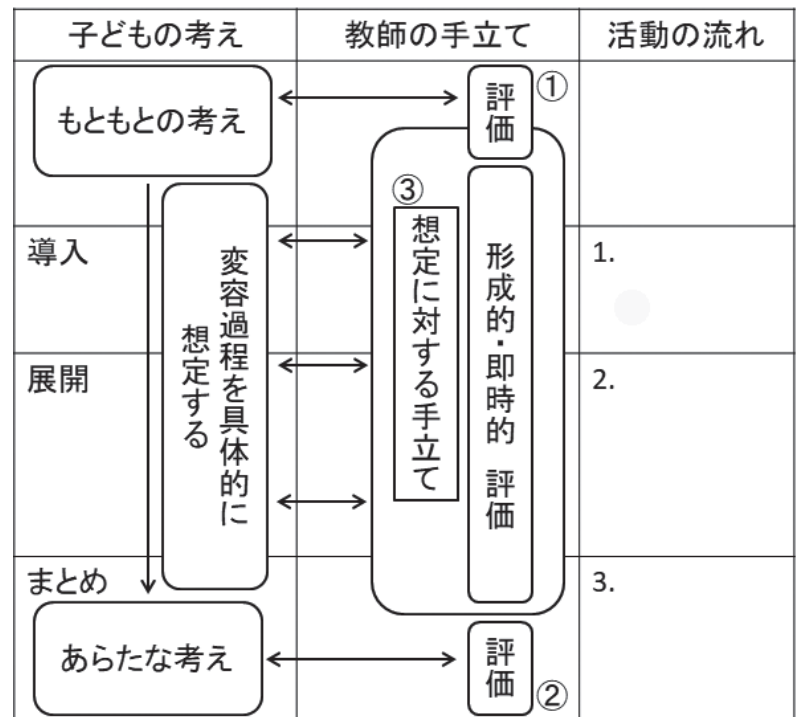 子どもの考え
教師の手立て
活動の流れ
もともとの考え
評価
①
導入
変容過程を具体的に
想定する
③
想定に対する手立て
形成的・即時的 評価
1.
展開
2.
まとめ
3.
あらたな考え
評価
②